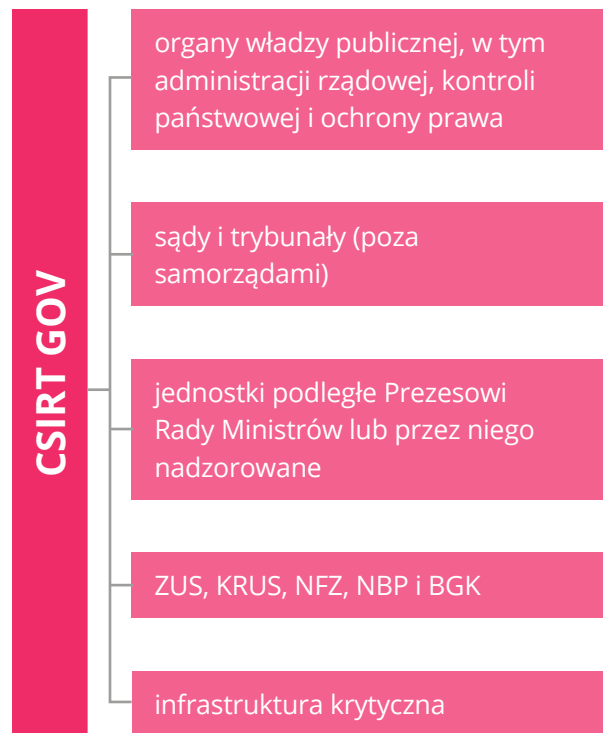 CSIRT GOV
organy władzy publicznej, w tym
administracji rządowej, kontroli
państwowej i ochrony prawa
sądy i trybunały (poza
samorządami)
jednostki podległe Prezesowi
Rady Ministrów lub przez niego
nadzorowane
ZUS, KRUS, NFZ, NBP i BGK
infrastruktura krytyczna